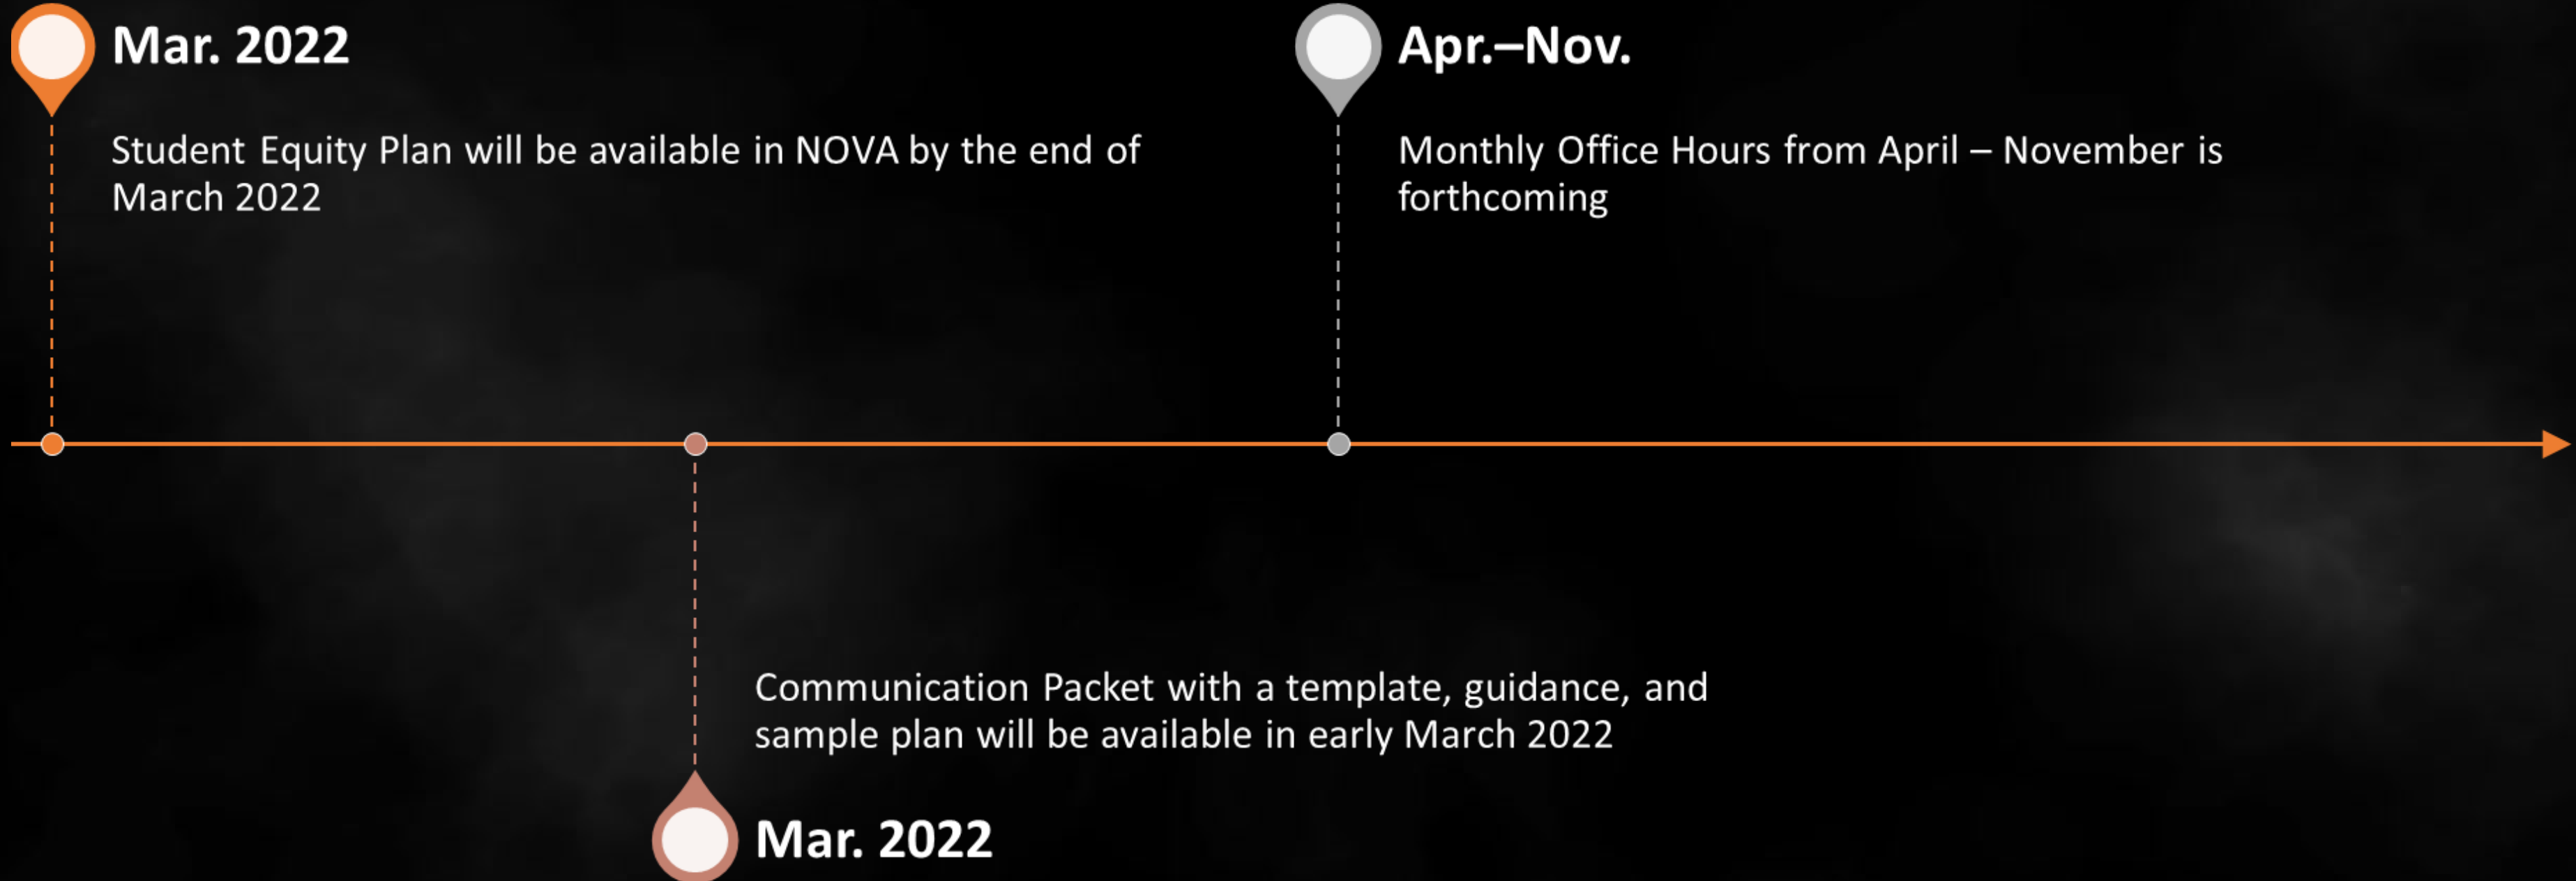 Mar. 2022
Student Equity Plan will be available in NOVA by the end of
March 2022
Apr.–Nov.
Monthly Office Hours from April – November is
forthcoming
Communication Packet with a template, guidance, and
sample plan will be available in early March 2022
Mar. 2022